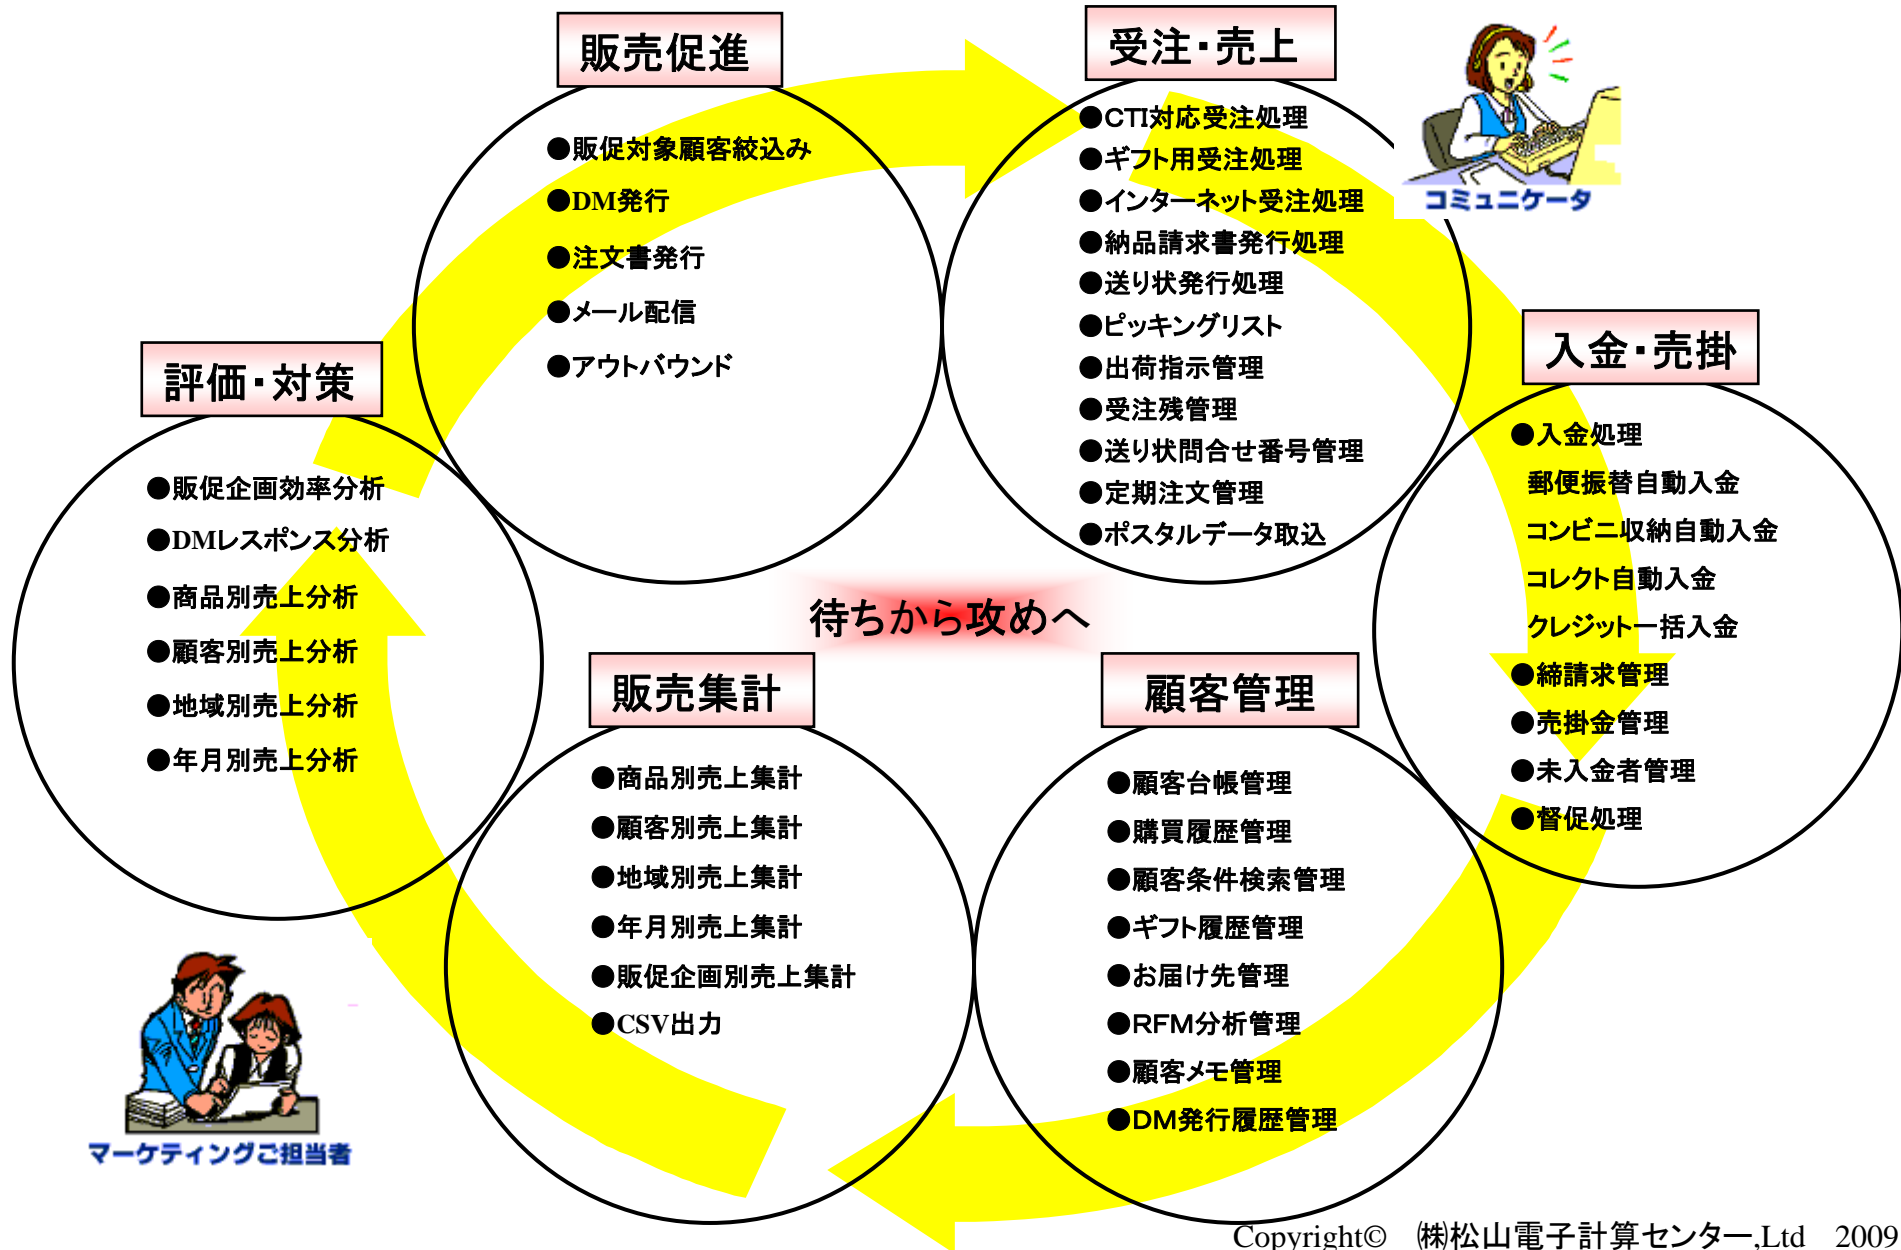 販売促進
●販促対象顧客絞込み
●DM発行
●注文書発行
●メール配信
●アウトバウンド
受注・売上
●CTI対応受注処理
●ギフト用受注処理
●インターネット受注処理
●納品請求書発行処理
●送り状発行処理
●ピッキングリスト
●出荷指示管理
●受注残管理
●送り状問合せ番号管理
●定期注文管理
●ポスタルデータ取込
コミュニケータ
入金・売掛
●入金処理
郵便振替自動入金
コンビニ収納自動入金
コレクト自動入金
クレジット一括入金
●締請求管理
●売掛金管理
●未入金者管理
●督促処理
評価・対策
●販促企画効率分析
●DMレスポンス分析
●商品別売上分析
●顧客別売上分析
●地域別売上分析
●年月別売上分析
待ちから攻めへ
販売集計
●商品別売上集計
●顧客別売上集計
●地域別売上集計
●年月別売上集計
●販促企画別売上集計
●CSV出力
顧客管理
●顧客台帳管理
●購買履歴管理
●顧客条件検索管理
●ギフト履歴管理
●お届け先管理
●RFM分析管理
●顧客メモ管理
●DM発行履歴管理
マーケティングご担当者
Copyright© ㈱松山電子計算センター,Ltd 2009